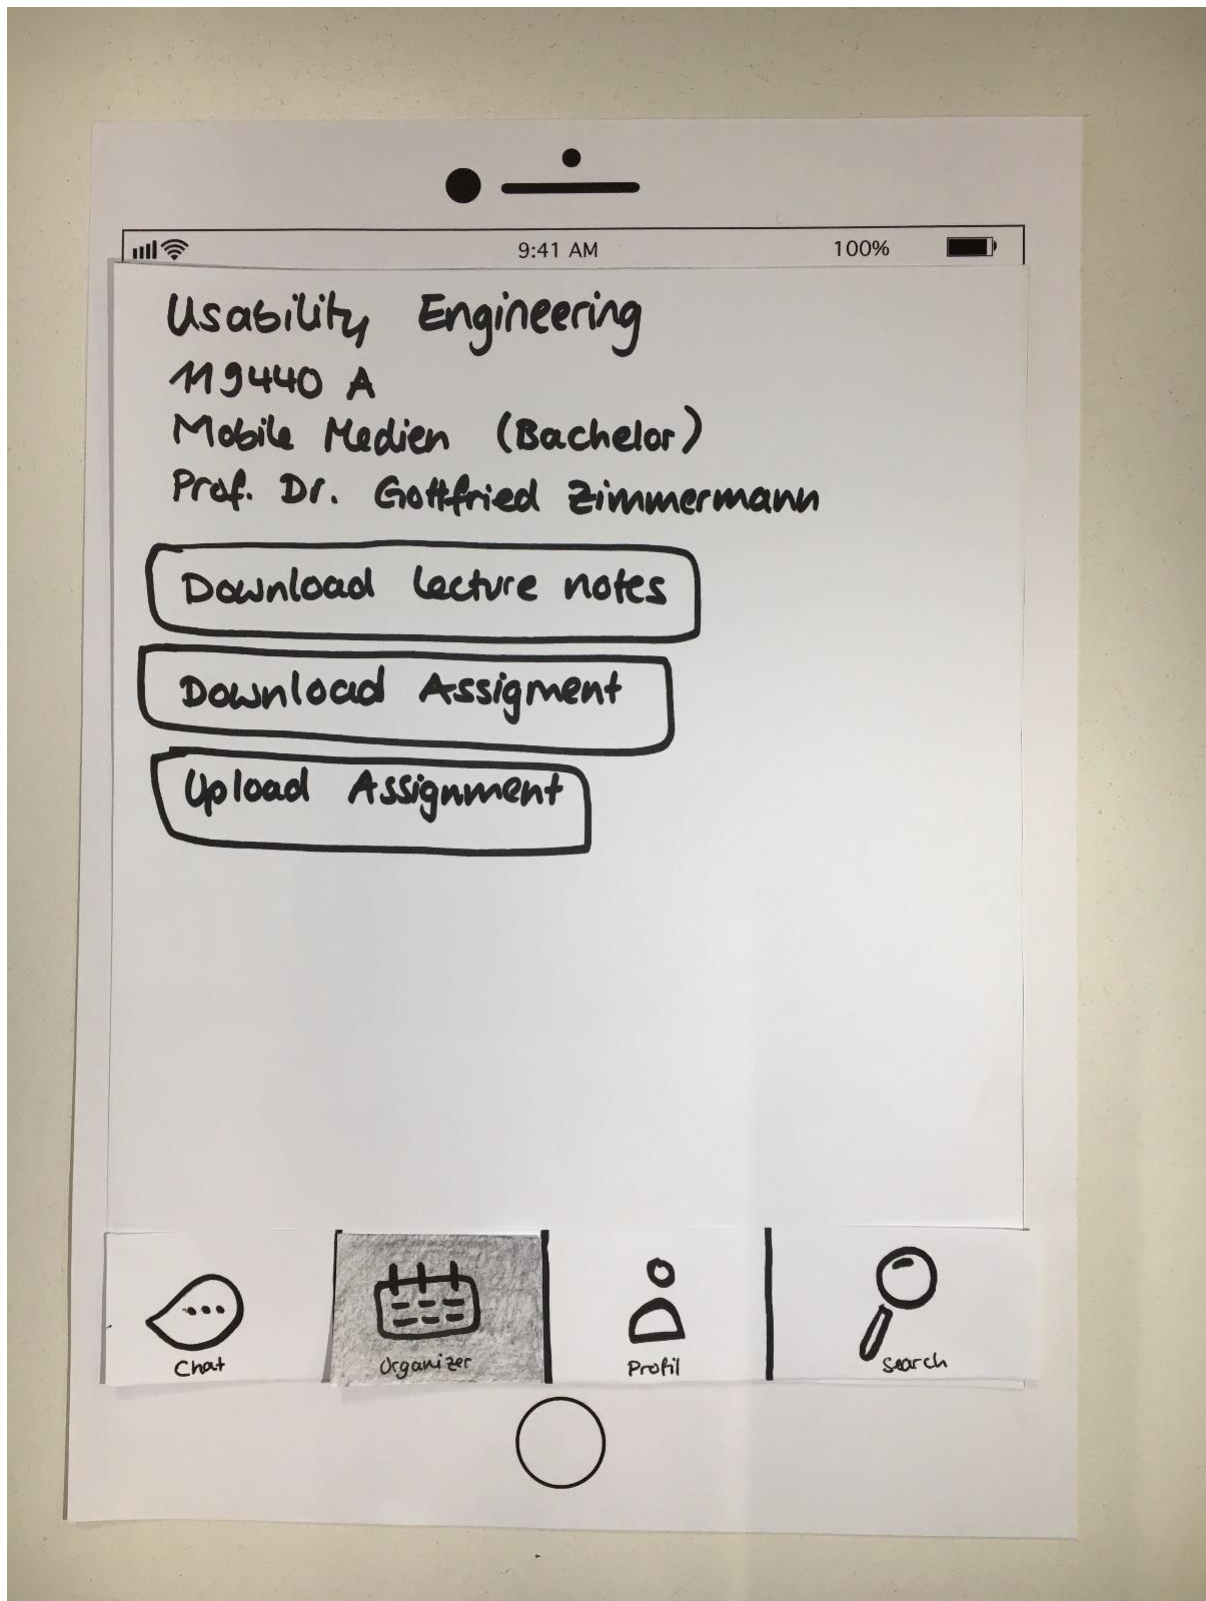 9:41 AM 100%
Usability Engineering
119440 A
Mobile Medien (Bachelor)
Prof. Dr. Gottfried Zimmermann
Download Lecture notes
Download Assigment
Upload Assignment
Chat Organizer Profil Search